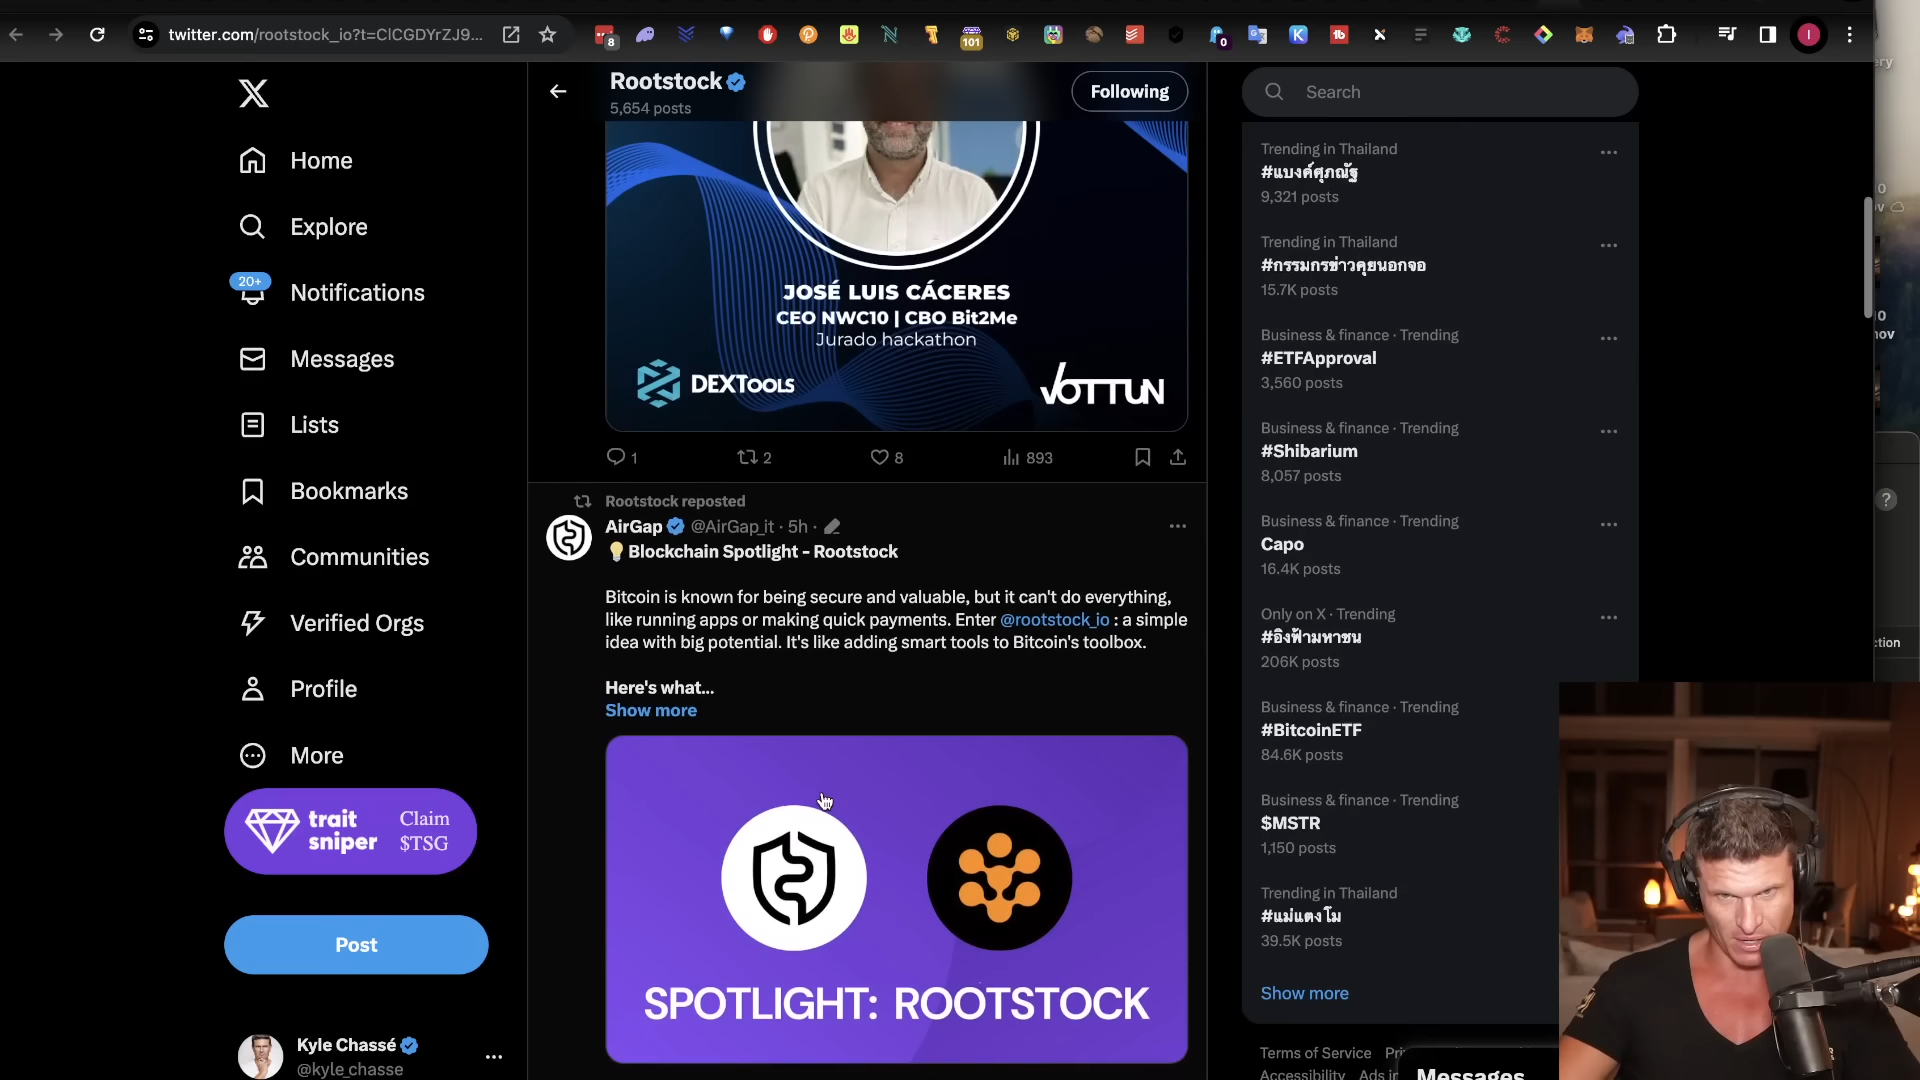 twitter.com/rootstock_io?t=ClCGDYrZJ9...
8
101
0
Home
Explore
20+
Notifications
Messages
Lists
Bookmarks
Communities
Verified Orgs
Profile
More
trait sniper
Claim $TSG
Post
Kyle Chassé
@kyle_chasse
Rootstock
5,654 posts
Following
JOSÉ LUIS CÁCERES
CEO NWC10 | CBO Bit2Me
Jurado hackathon
DEXTools
VOTTUN
1
2
8
893
Rootstock reposted
AirGap @AirGap_it · 5h ·
Blockchain Spotlight - Rootstock
Bitcoin is known for being secure and valuable, but it can't do everything,
like running apps or making quick payments. Enter @rootstock_io : a simple
idea with big potential. It's like adding smart tools to Bitcoin's toolbox.
Here's what...
Show more
SPOTLIGHT: ROOTSTOCK
Search
Trending in Thailand
#แบงค์ศุภณัฐ
9,321 posts
Trending in Thailand
#กรรมกรข่าวคุยนอกจอ
15.7K posts
Business & finance · Trending
#ETFApproval
3,560 posts
Business & finance · Trending
#Shibarium
8,057 posts
Business & finance · Trending
Capo
16.4K posts
Only on X · Trending
#อิงฟ้ามหาชน
206K posts
Business & finance · Trending
#BitcoinETF
84.6K posts
Business & finance · Trending
$MSTR
1,150 posts
Trending in Thailand
#แม่แตงโม
39.5K posts
Show more
Terms of Service
Accessibility
Messages